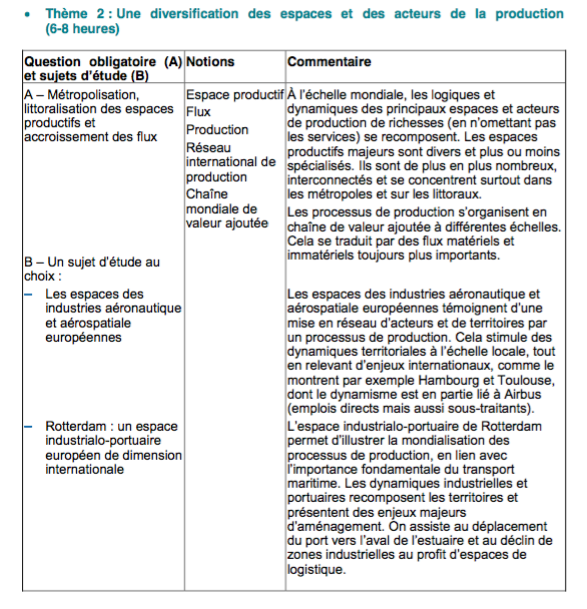 • Thème 2 : Une diversification des espaces et des acteurs de la production
(6-8 heures)
Question obligatoire (A)
et sujets d'étude (B)
Notions
Commentaire
A – Métropolisation,
littoralisation des espaces
productifs et
accroissement des flux
Espace productif
Flux
Production
Réseau
international de
production
Chaîne
mondiale de
valeur ajoutée
À l'échelle mondiale, les logiques et
dynamiques des principaux espaces et acteurs
de production de richesses (en n'omettant pas
les services) se recomposent. Les espaces
productifs majeurs sont divers et plus ou moins
spécialisés. Ils sont de plus en plus nombreux,
interconnectés et se concentrent surtout dans
les métropoles et sur les littoraux.
Les processus de production s'organisent en
chaîne de valeur ajoutée à différentes échelles.
Cela se traduit par des flux matériels et
immatériels toujours plus importants.
B – Un sujet d'étude au
choix :
– Les espaces des
industries aéronautique
et aérospatiale
européennes
Les espaces des industries aéronautique et
aérospatiale européennes témoignent d'une
mise en réseau d'acteurs et de territoires par
un processus de production. Cela stimule des
dynamiques territoriales à l'échelle locale, tout
en relevant d'enjeux internationaux, comme le
montrent par exemple Hambourg et Toulouse,
dont le dynamisme est en partie lié à Airbus
(emplois directs mais aussi sous-traitants).
– Rotterdam : un espace
industrialo-portuaire
européen de dimension
internationale
L'espace industrialo-portuaire de Rotterdam
permet d'illustrer la mondialisation des
processus de production, en lien avec
l'importance fondamentale du transport
maritime. Les dynamiques industrielles et
portuaires recomposent les territoires et
présentent des enjeux majeurs
d'aménagement. On assiste au déplacement
du port vers l'aval de l'estuaire et au déclin de
zones industrielles au profit d'espaces de
logistique.